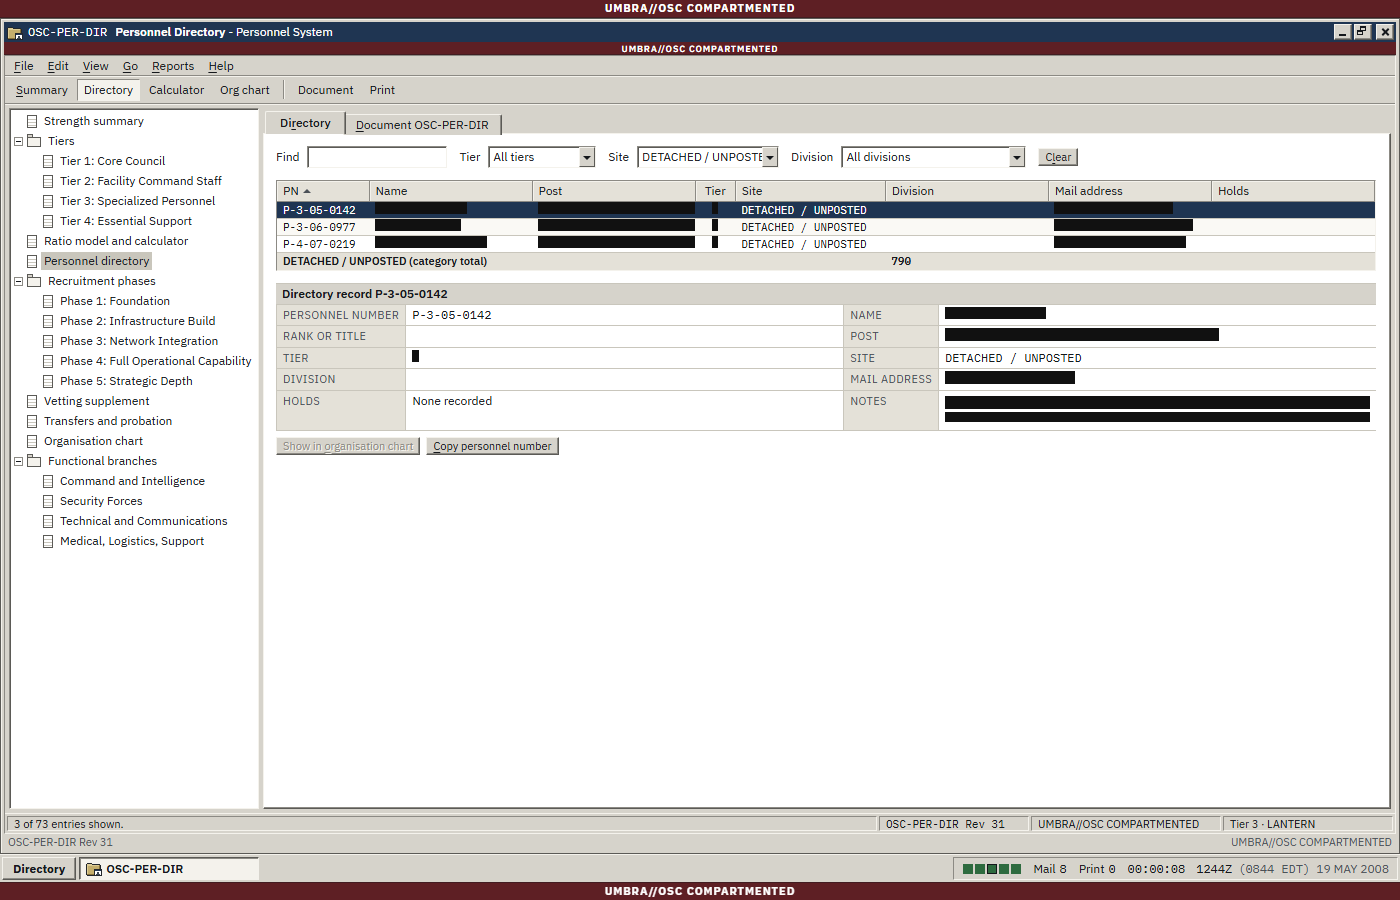 UMBRA//OSC COMPARTMENTED
OSC-PER-DIR Personnel Directory - Personnel System
UMBRA//OSC COMPARTMENTED
File Edit View Go Reports Help
Summary Directory Calculator Org chart Document Print
Strength summary
Tiers
Tier 1: Core Council
Tier 2: Facility Command Staff
Tier 3: Specialized Personnel
Tier 4: Essential Support
Ratio model and calculator
Personnel directory
Recruitment phases
Phase 1: Foundation
Phase 2: Infrastructure Build
Phase 3: Network Integration
Phase 4: Full Operational Capability
Phase 5: Strategic Depth
Vetting supplement
Transfers and probation
Organisation chart
Functional branches
Command and Intelligence
Security Forces
Technical and Communications
Medical, Logistics, Support
Directory Document OSC-PER-DIR
Find Tier All tiers Site DETACHED / UNPOSTE Division All divisions Clear
PN Name Post Tier Site Division Mail address Holds
P-3-05-0142 DETACHED / UNPOSTED
P-3-06-0977 DETACHED / UNPOSTED
P-4-07-0219 DETACHED / UNPOSTED
DETACHED / UNPOSTED (category total) 790
Directory record P-3-05-0142
PERSONNEL NUMBER P-3-05-0142 NAME
RANK OR TITLE POST
TIER SITE DETACHED / UNPOSTED
DIVISION MAIL ADDRESS
HOLDS None recorded NOTES
Show in organisation chart Copy personnel number
3 of 73 entries shown. OSC-PER-DIR Rev 31 UMBRA//OSC COMPARTMENTED Tier 3 · LANTERN
OSC-PER-DIR Rev 31 UMBRA//OSC COMPARTMENTED
Directory OSC-PER-DIR Mail 8 Print 0 00:00:08 1244Z (0844 EDT) 19 MAY 2008
UMBRA//OSC COMPARTMENTED